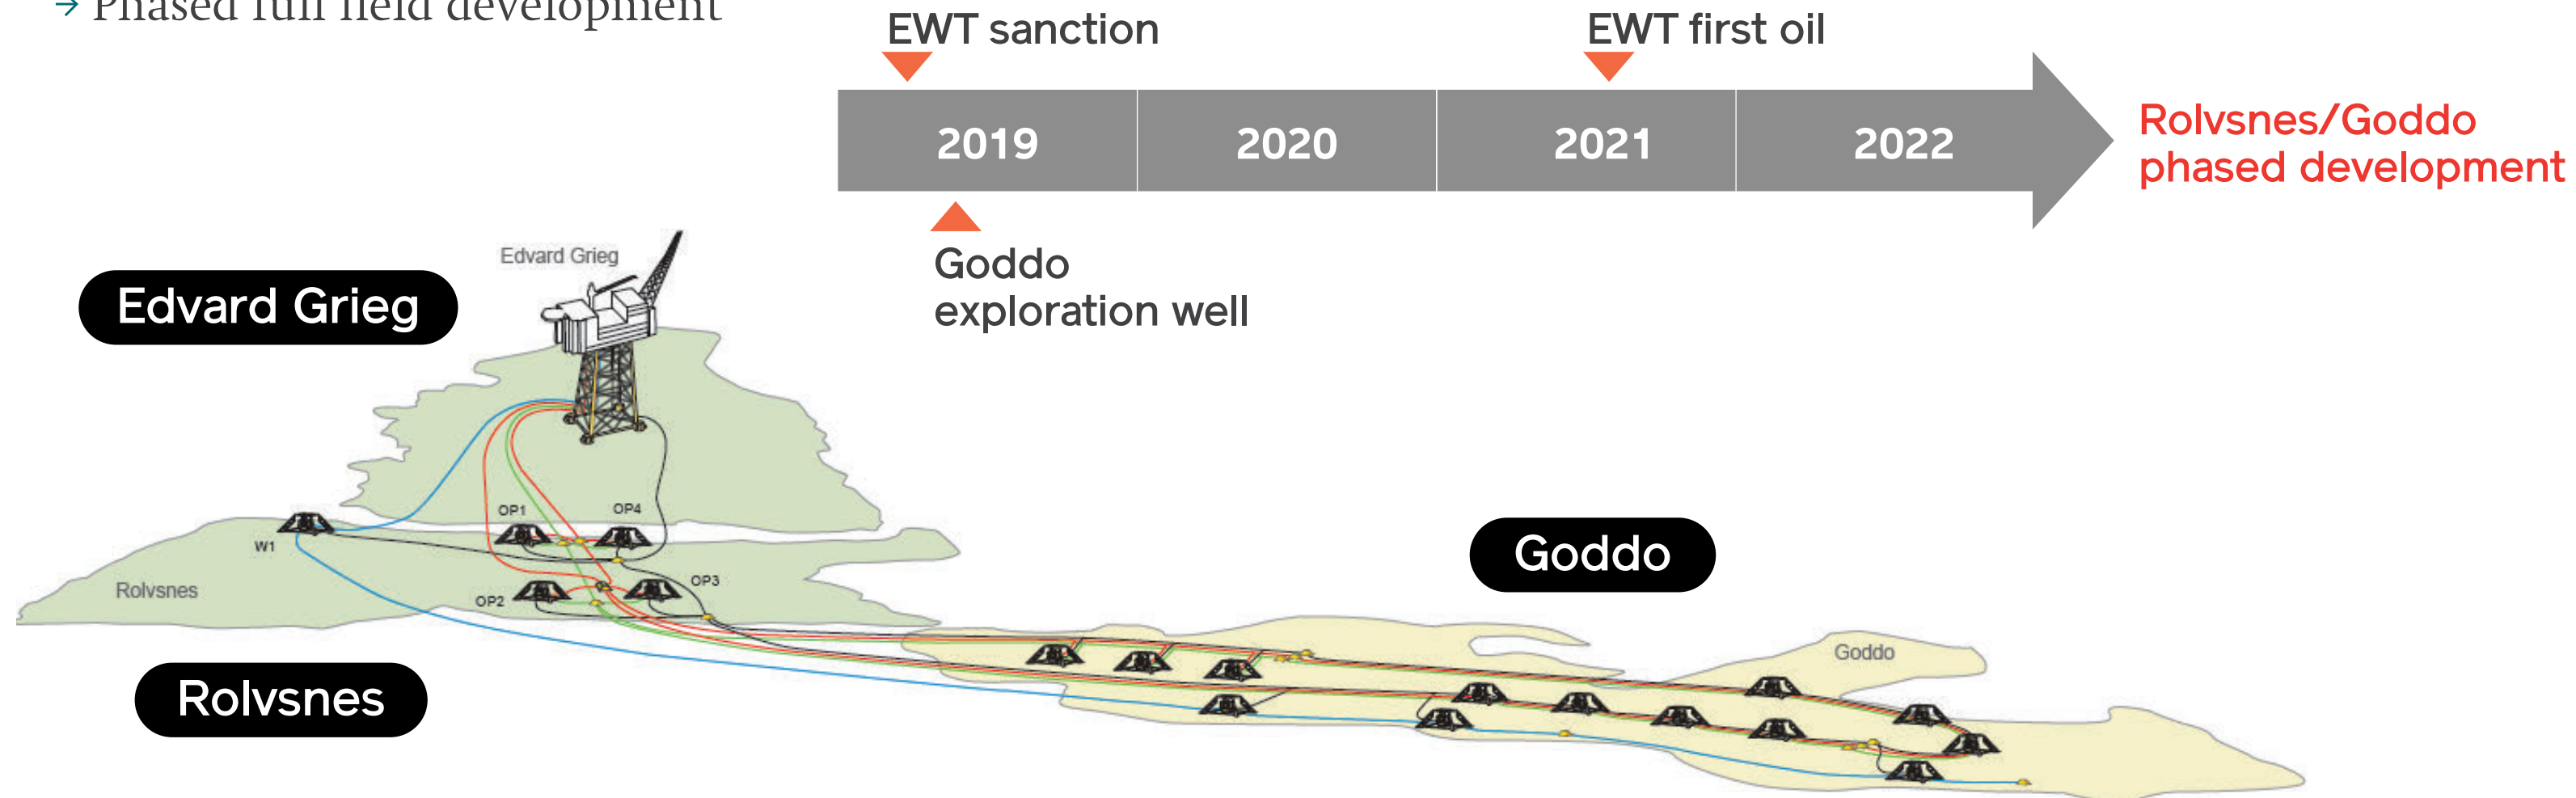 → Phased full field development
EWT sanction
EWT first oil
2019
2020
2021
2022
Rolvsnes/Goddo
phased development
Goddo
exploration well
Edvard Grieg
Edvard Grieg
OP1
OP4
W1
Rolvsnes
OP2
OP3
Goddo
Goddo
Rolvsnes